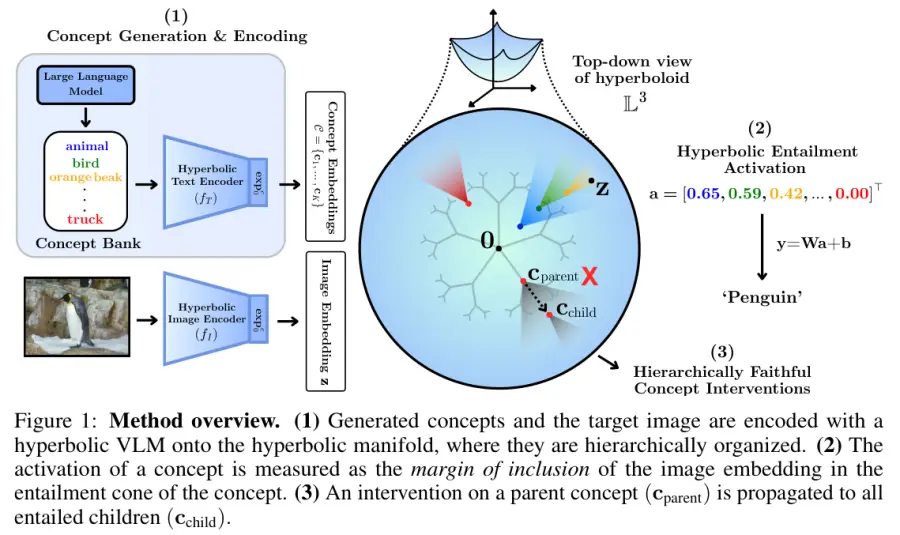 (1)
Concept Generation & Encoding
Large Language
Model
animal
bird
orange beak
.
.
.
truck
Concept Bank
Hyperbolic
Text Encoder
(f_T)
exp₀ᶜ
Concept Embeddings
𝒞 = {c₁, ..., c_K}
Hyperbolic
Image Encoder
(f_I)
exp₀ᶜ
Image Embedding z
Top-down view
of hyperboloid
𝕃³
z
0
c_parent X
c_child
(2)
Hyperbolic Entailment
Activation
a = [0.65, 0.59, 0.42, ..., 0.00]^⊤
y=Wa+b
‘Penguin’
(3)
Hierarchically Faithful
Concept Interventions
Figure 1: Method overview. (1) Generated concepts and the target image are encoded with a
hyperbolic VLM onto the hyperbolic manifold, where they are hierarchically organized. (2) The
activation of a concept is measured as the margin of inclusion of the image embedding in the
entailment cone of the concept. (3) An intervention on a parent concept (c_parent) is propagated to all
entailed children (c_child).